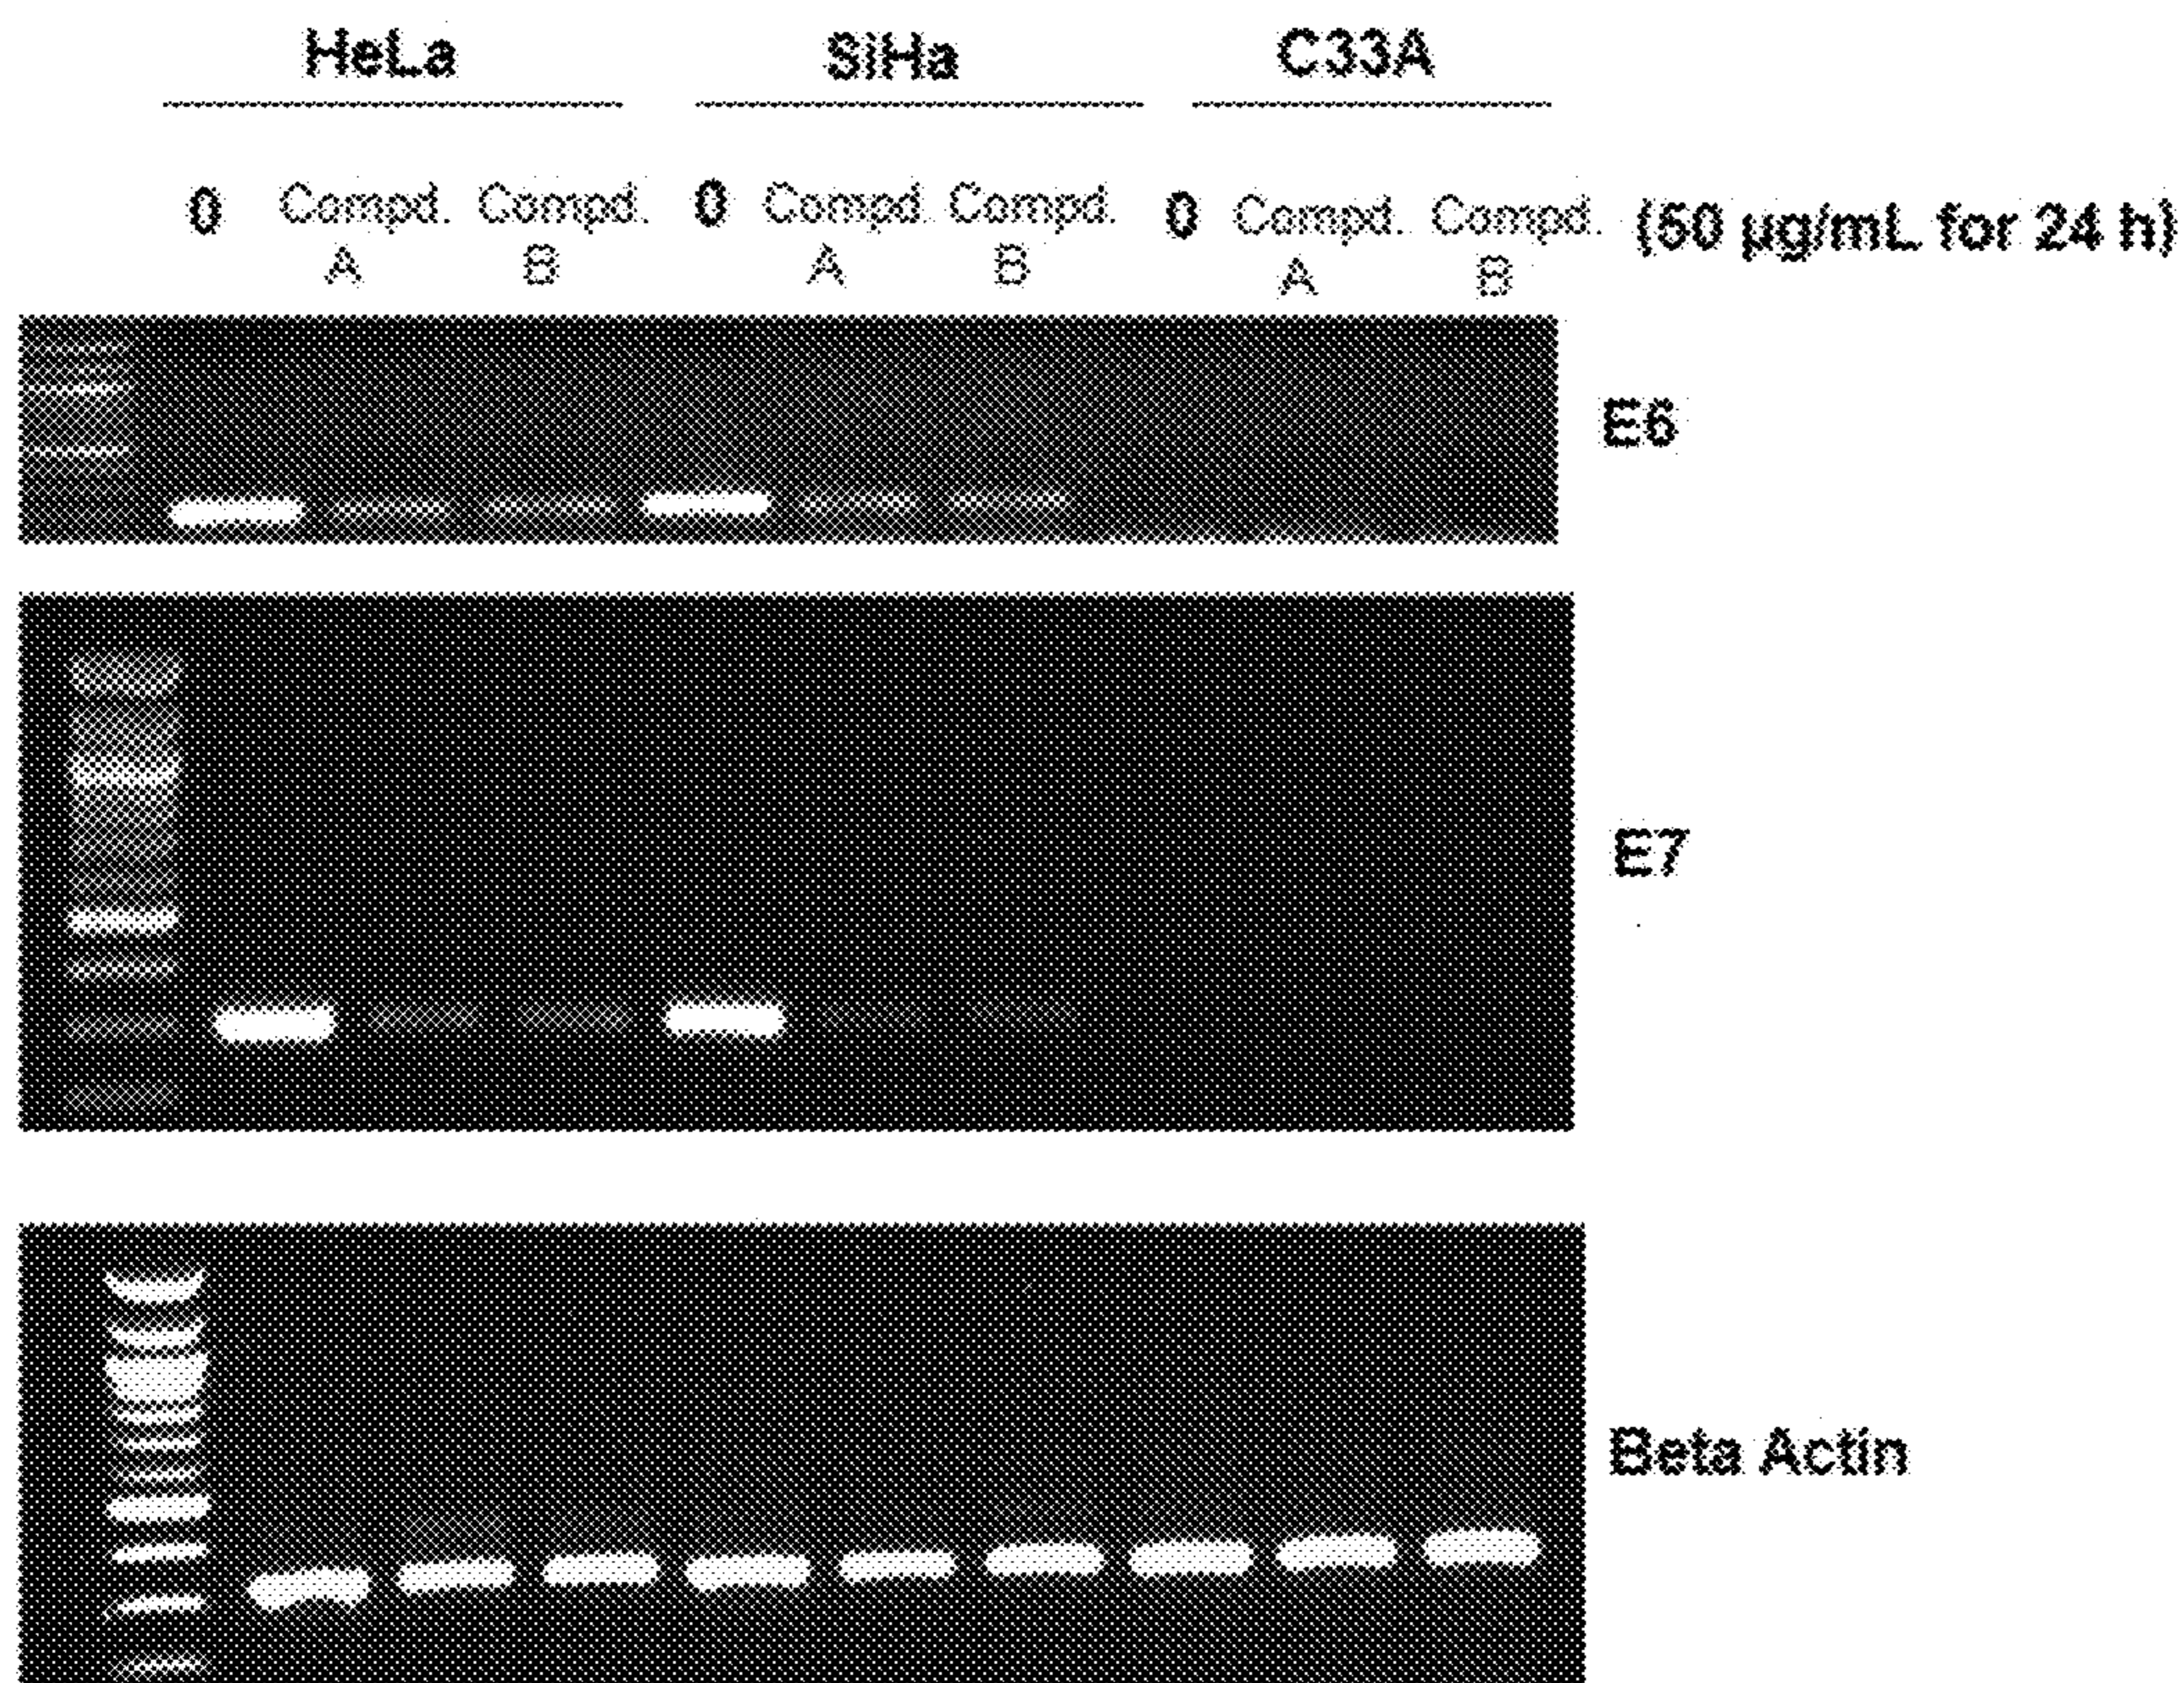 HeLa SiHa C33A
0 Compd. Compd. 0 Compd. Compd. 0 Compd. Compd. (50 µg/mL for 24 h)
A B A B A B
E6
E7
Beta Actin